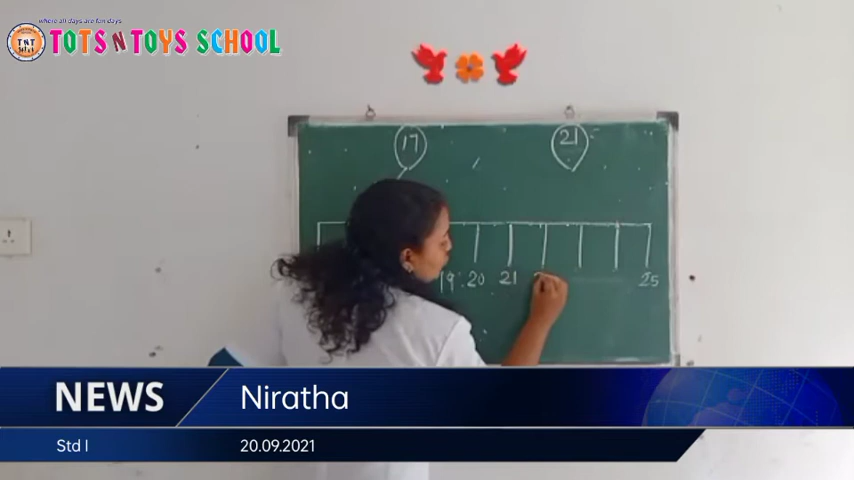 where all days are fun days
TNT
TOTS N TOYS SCHOOL
17
21
19 20 21
25
NEWS
Niratha
Std I
20.09.2021